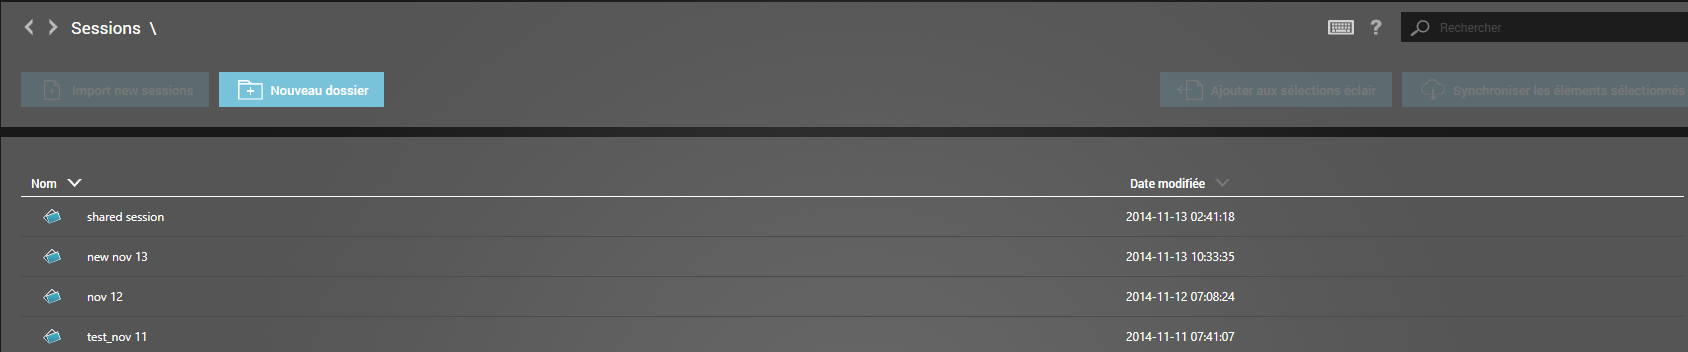 Sessions \
?
Rechercher
Import new sessions
Nouveau dossier
Ajouter aux sélections éclair
Synchroniser les éléments sélectionnés
Nom
Date modifiée
shared session
2014-11-13 02:41:18
new nov 13
2014-11-13 10:33:35
nov 12
2014-11-12 07:08:24
test_nov 11
2014-11-11 07:41:07